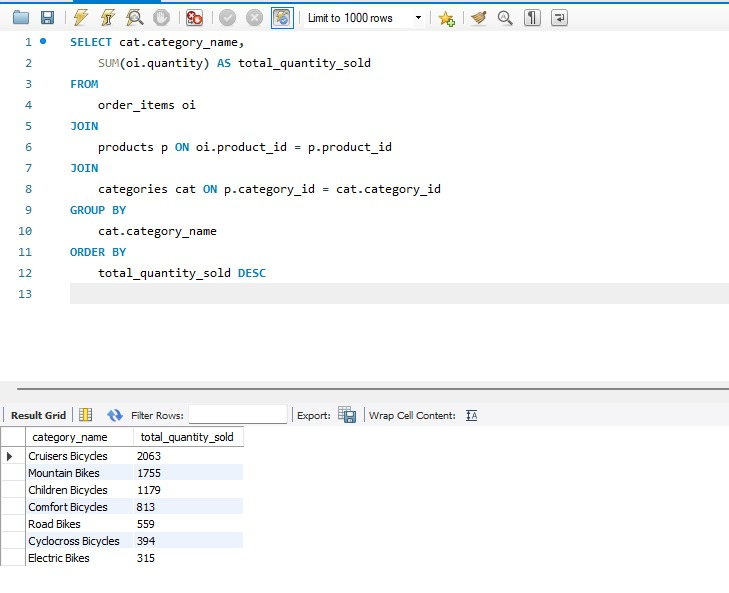 Limit to 1000 rows
1 SELECT cat.category_name,
2 SUM(oi.quantity) AS total_quantity_sold
3 FROM
4 order_items oi
5 JOIN
6 products p ON oi.product_id = p.product_id
7 JOIN
8 categories cat ON p.category_id = cat.category_id
9 GROUP BY
10 cat.category_name
11 ORDER BY
12 total_quantity_sold DESC
13
Result Grid Filter Rows: Export: Wrap Cell Content:
category_name total_quantity_sold
Cruisers Bicycles 2063
Mountain Bikes 1755
Children Bicycles 1179
Comfort Bicycles 813
Road Bikes 559
Cyclocross Bicycles 394
Electric Bikes 315